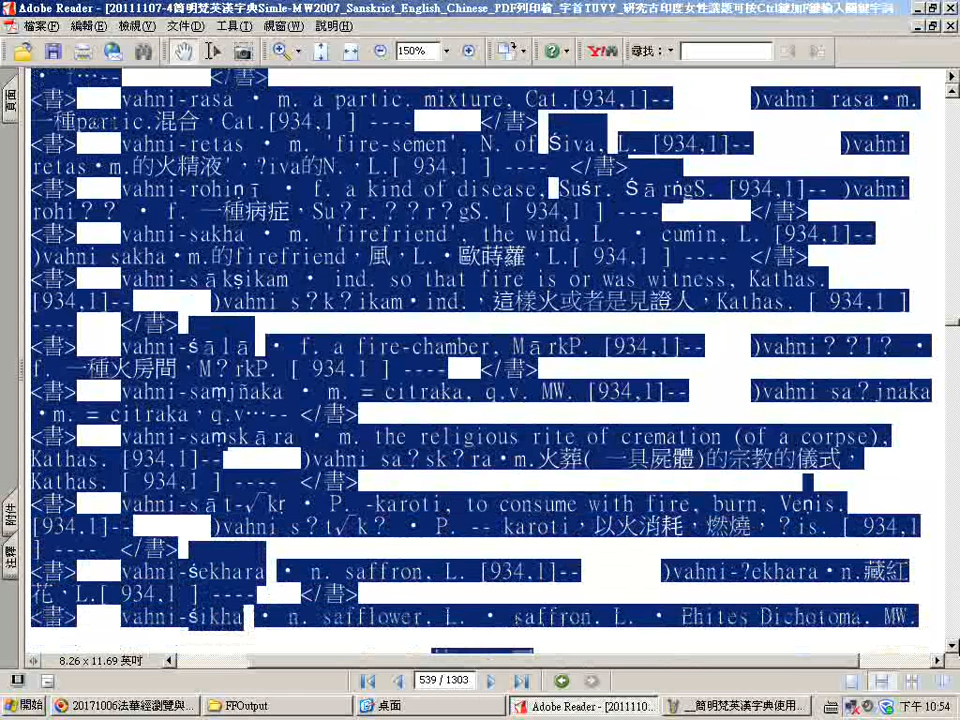 Adobe Reader - [20111107-4簡明梵英漢字典Simle-MW2007_Sanskrict_English_Chinese_PDF列印檔_字首TUVY_研究古印度女性議題可按Ctrl鍵加F鍵輸入關鍵字詞
檔案(F) 編輯(E) 檢視(V) 文件(D) 工具(T) 視窗(W) 說明(H)
150% Y! 尋找:
頁面
vahni-rasa • m. a partic. mixture, Cat.[934,1]-- )vahni rasa•m.
一種partic.混合，Cat.[934,1 ] ---- </書>
<書> vahni-retas • m. 'fire-semen', N. of Śiva, L. [934,1]-- )vahni
retas•m.的火精液'，?iva的N.，L.[ 934,1 ] ---- </書>
<書> vahni-rohiṇī • f. a kind of disease, Suśr. ŚārṅgS. [934,1]-- )vahni
rohi？？ • f. 一種病症，Su？r.？？r？gS. [ 934,1 ] ---- </書>
<書> vahni-sakha • m. 'firefriend', the wind, L. • cumin, L. [934,1]--
)vahni sakha•m.的firefriend，風，L.•歐蒔蘿，L.[ 934,1 ] ---- </書>
<書> vahni-sākṣikam • ind. so that fire is or was witness, Kathas.
[934,1]-- )vahni s？k？ikam•ind.，這樣火或者是見證人，Kathas. [ 934,1 ]
---- </書>
<書> vahni-śālā • f. a fire-chamber, MārkP. [934,1]-- )vahni？？l？ •
f. 一種火房間，M？rkP. [ 934,1 ] ---- </書>
<書> vahni-saṃjñaka • m. = citraka, q.v. MW. [934,1]-- )vahni sa？jnaka
•m. = citraka，q.v…-- </書>
<書> vahni-saṃskāra • m. the religious rite of cremation (of a corpse),
Kathas. [934,1]-- )vahni sa？sk？ra•m.火葬( 一具屍體)的宗教的儀式，
Kathas. [ 934,1 ] ---- </書>
<書> vahni-sāt-√kṛ • P. -karoti, to consume with fire, burn, Veṇis.
[934,1]-- )vahni s？t√k？ • P. -- karoti，以火消耗，燃燒，？is. [ 934,1
] ---- </書>
<書> vahni-śekhara • n. saffron, L. [934,1]-- )vahni-?ekhara•n.藏紅
花，L.[ 934,1 ] ---- </書>
<書> vahni-śikha • n. safflower, L. • saffron, L. • Ehites Dichotoma, MW.
附件
注釋
8.26 x 11.69 英吋
539 / 1303
開始 20171006法華經瀏覽與... FFOutput 桌面 Adobe Reader - [2011110... __簡明梵英漢字典使用... 下午 10:54